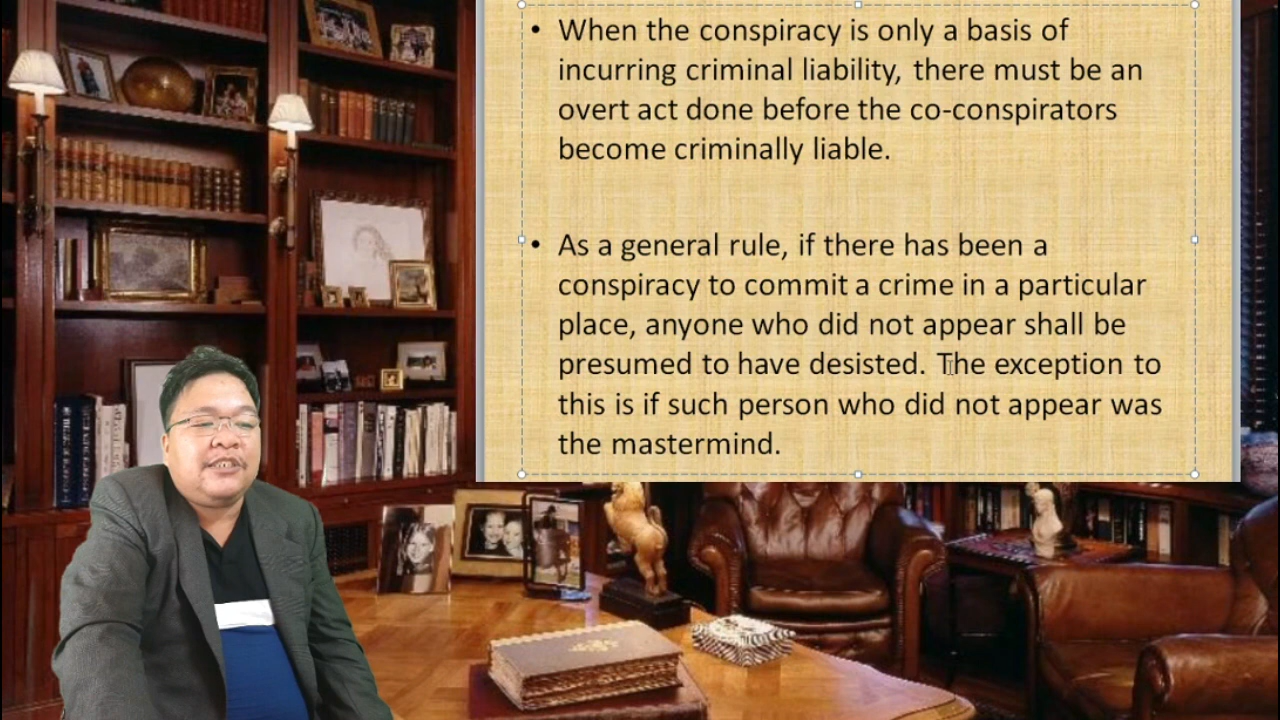 • When the conspiracy is only a basis of
incurring criminal liability, there must be an
overt act done before the co-conspirators
become criminally liable.
• As a general rule, if there has been a
conspiracy to commit a crime in a particular
place, anyone who did not appear shall be
presumed to have desisted. The exception to
this is if such person who did not appear was
the mastermind.